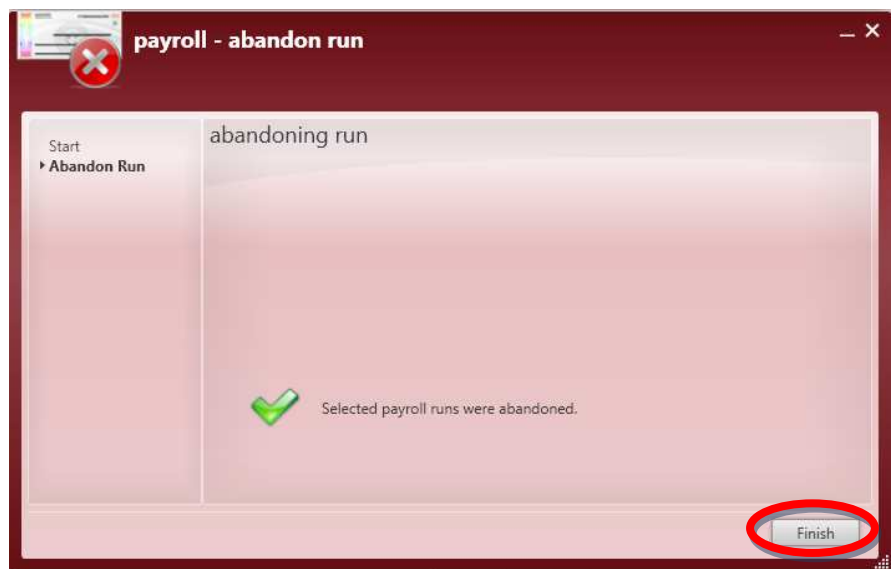 payroll - abandon run
Start
Abandon Run
abandoning run
Selected payroll runs were abandoned.
Finish